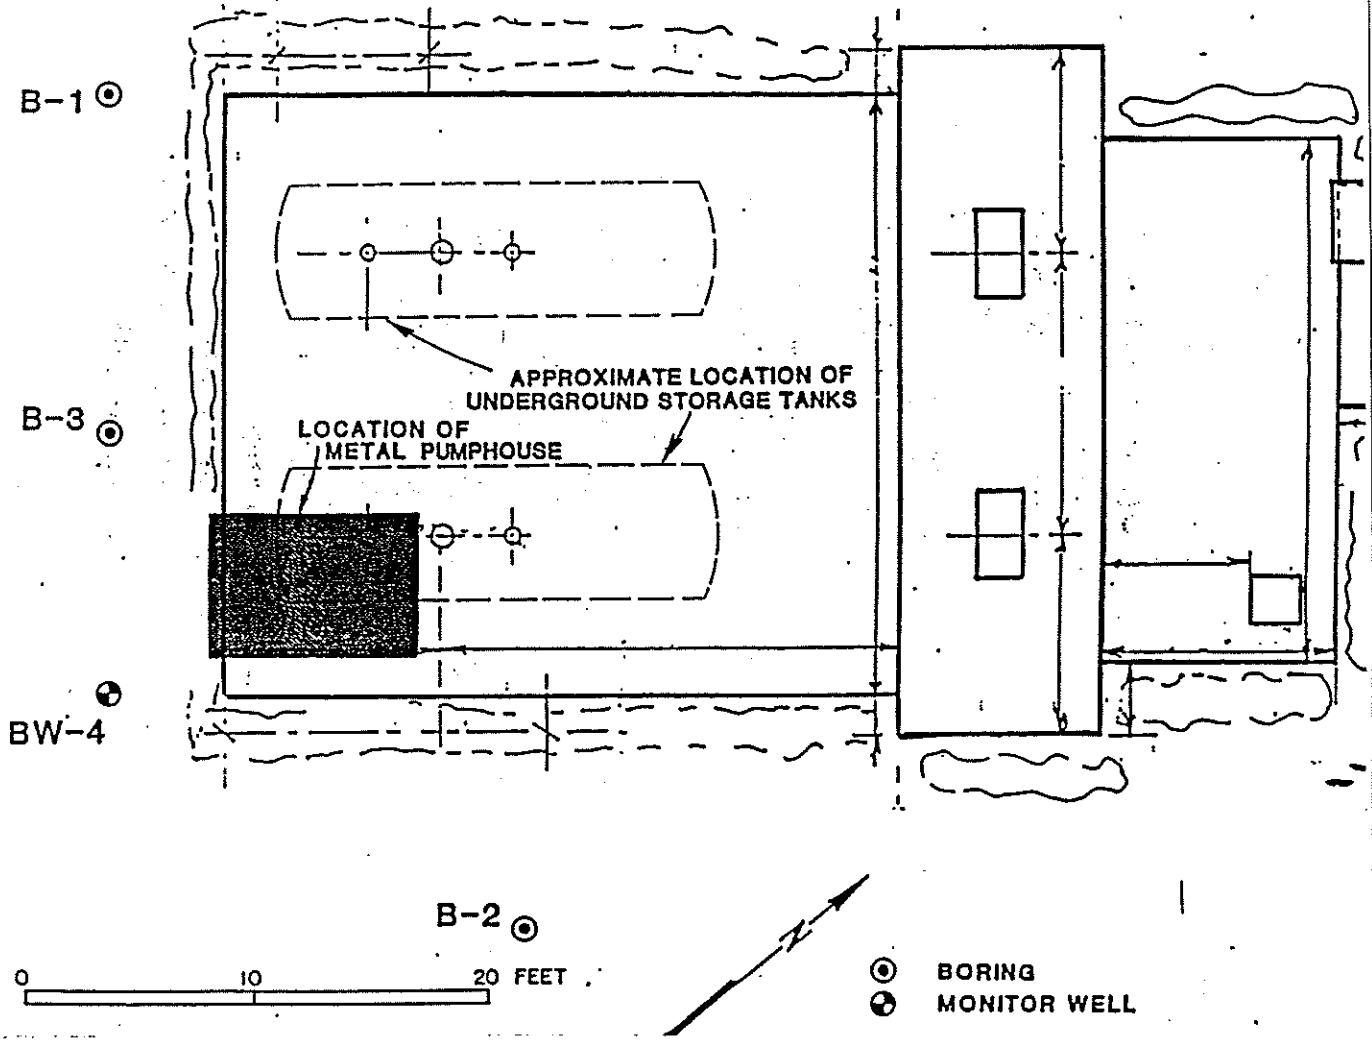 B-1
APPROXIMATE LOCATION OF
UNDERGROUND STORAGE TANKS
B-3
LOCATION OF
METAL PUMPHOUSE
BW-4
B-2
N
0 10 20 FEET
BORING
MONITOR WELL